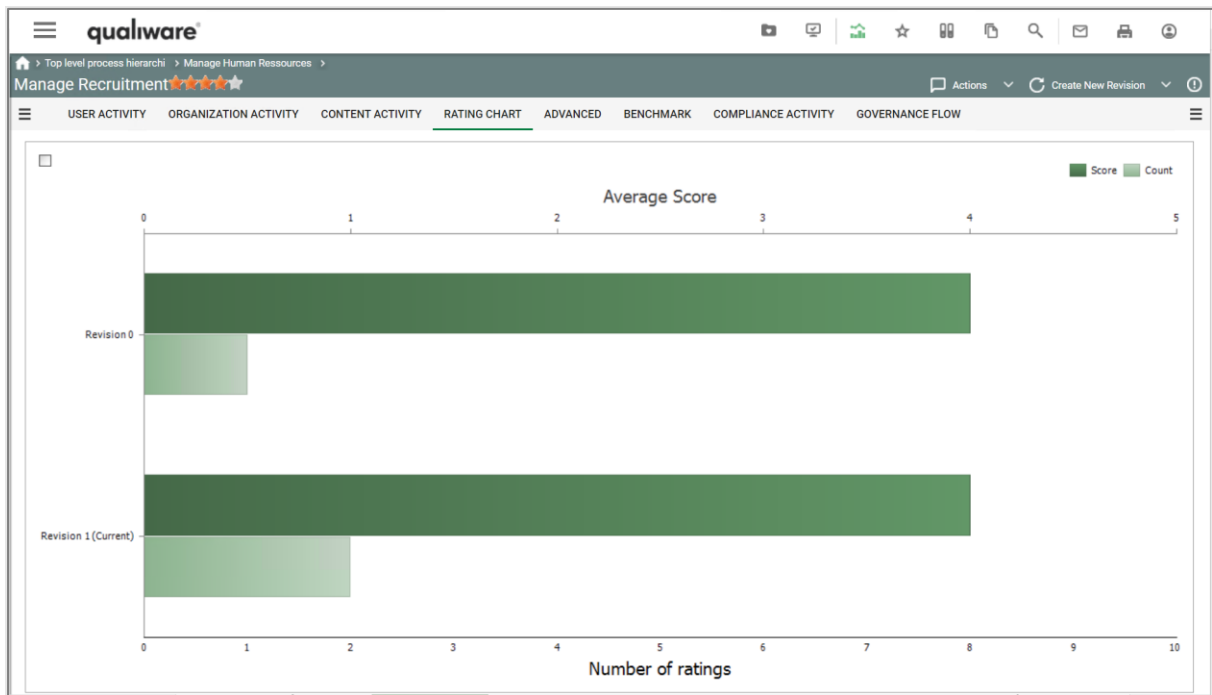 qualiware®
Top level process hierarchi > Manage Human Ressources >
Manage Recruitment
Actions
Create New Revision
USER ACTIVITY ORGANIZATION ACTIVITY CONTENT ACTIVITY RATING CHART ADVANCED BENCHMARK COMPLIANCE ACTIVITY GOVERNANCE FLOW
Score Count
Average Score
0 1 2 3 4 5
Revision 0
Revision 1 (Current)
0 1 2 3 4 5 6 7 8 9 10
Number of ratings